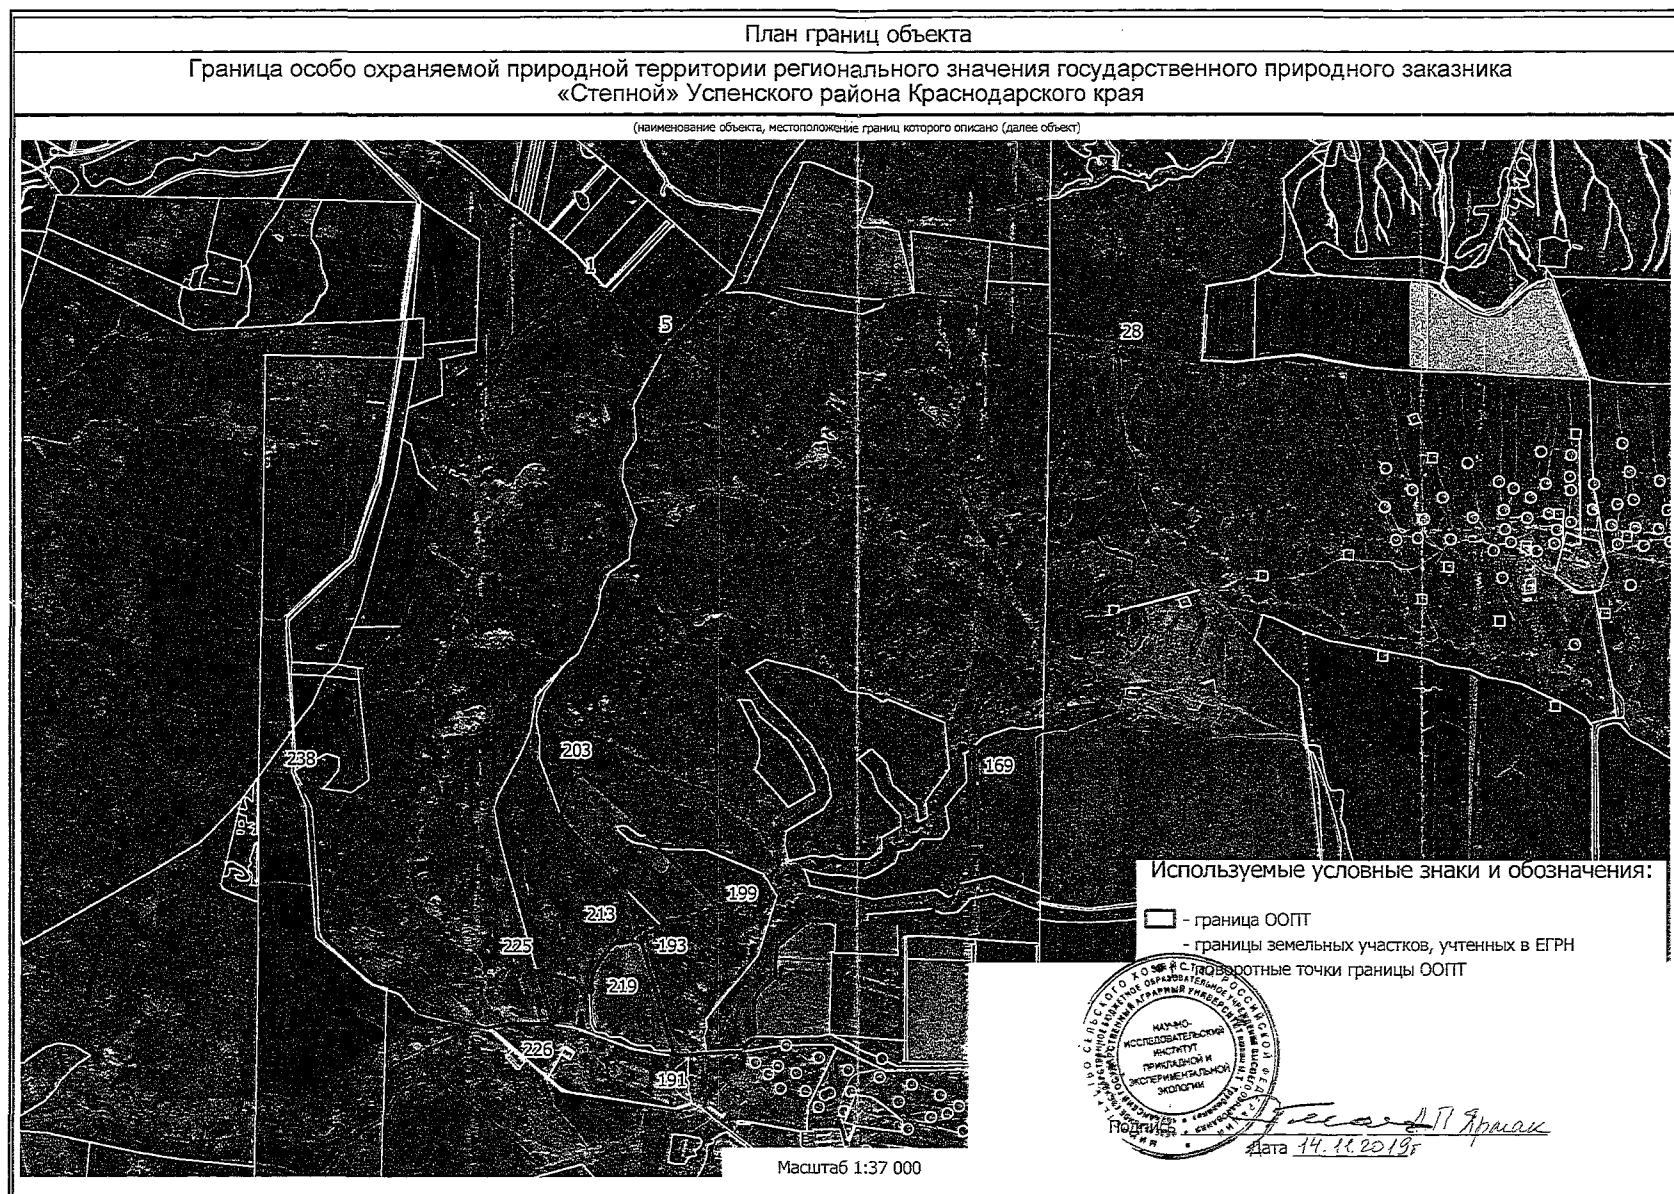 План границ объекта
Граница особо охраняемой природной территории регионального значения государственного природного заказника
«Степной» Успенского района Краснодарского края
(наименование объекта, местоположение границ которого описано (далее объект)
1
5
28
203
238
169
199
213
225
193
219
226
191
Используемые условные знаки и обозначения:
- граница ООПТ
- границы земельных участков, учтенных в ЕГРН
поворотные точки границы ООПТ
НАУЧНО-
ИССЛЕДОВАТЕЛЬСКИЙ
ИНСТИТУТ
ПРИКЛАДНОЙ И
ЭКСПЕРИМЕНТАЛЬНОЙ
ЭКОЛОГИИ
Подпись А.П. Ярмак
Дата 14.11.2019г
Масштаб 1:37 000